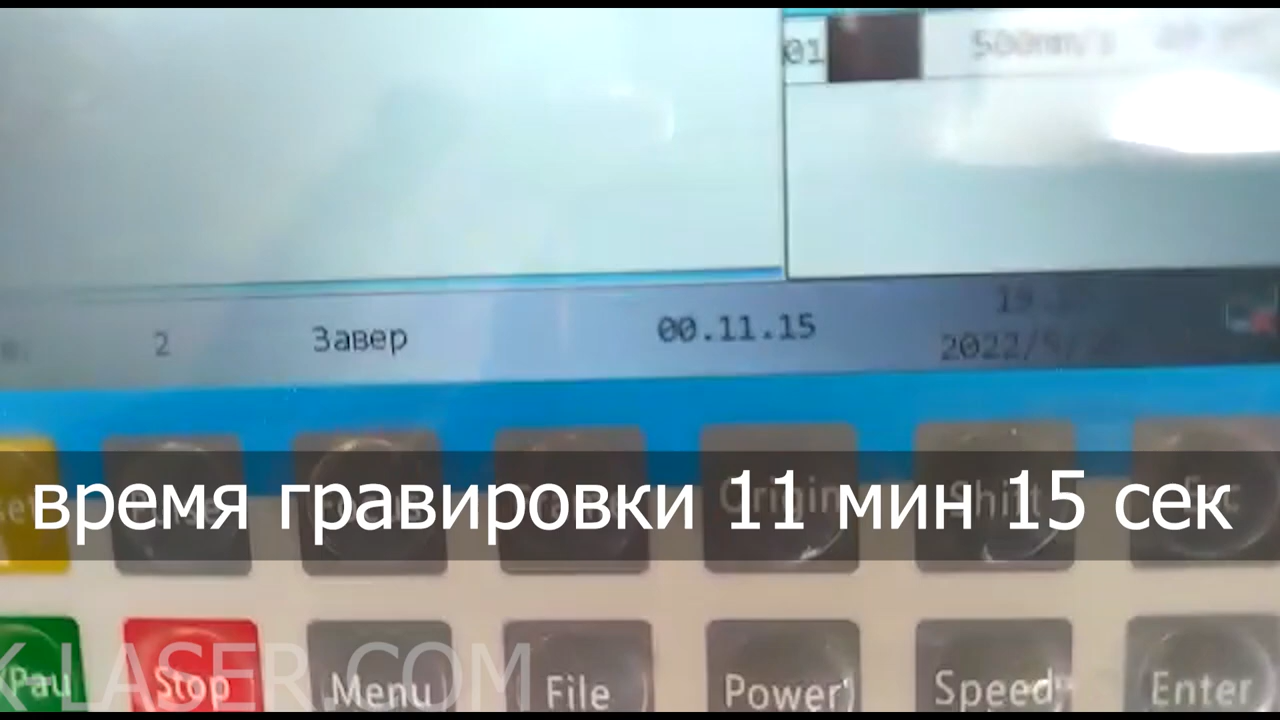 01 500mm/s
2 Завер 00.11.15
2022/5/
время гравировки 11 мин 15 сек
Origin Shift Esc
Pau Stop Menu File Power Speed Enter
K LASER.COM